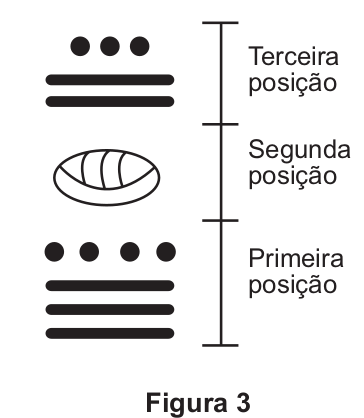 Terceira
posição
Segunda
posição
Primeira
posição
Figura 3